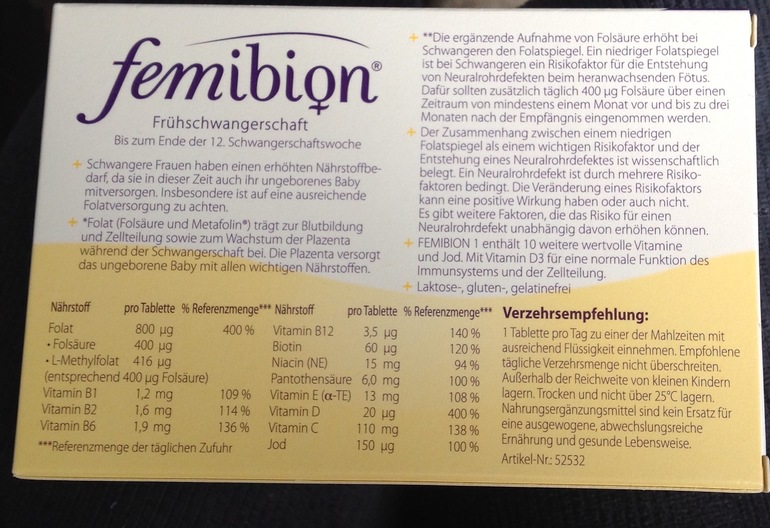 femibion®
Frühschwangerschaft
Bis zum Ende der 12. Schwangerschaftswoche
+ Schwangere Frauen haben einen erhöhten Nährstoffbe-
darf, da sie in dieser Zeit auch ihr ungeborenes Baby
mitversorgen. Insbesondere ist auf eine ausreichende
Folatversorgung zu achten.
+ *Folat (Folsäure und Metafolin®) trägt zur Blutbildung
und Zellteilung sowie zum Wachstum der Plazenta
während der Schwangerschaft bei. Die Plazenta versorgt
das ungeborene Baby mit allen wichtigen Nährstoffen.
+ **Die ergänzende Aufnahme von Folsäure erhöht bei
Schwangeren den Folatspiegel. Ein niedriger Folatspiegel
ist bei Schwangeren ein Risikofaktor für die Entstehung
von Neuralrohrdefekten beim heranwachsenden Fötus.
Dafür sollten zusätzlich täglich 400 µg Folsäure über einen
Zeitraum von mindestens einem Monat vor und bis zu drei
Monaten nach der Empfängnis eingenommen werden.
+ Der Zusammenhang zwischen einem niedrigen
Folatspiegel als einem wichtigen Risikofaktor und der
Entstehung eines Neuralrohrdefektes ist wissenschaftlich
belegt. Ein Neuralrohrdefekt ist durch mehrere Risiko-
faktoren bedingt. Die Veränderung eines Risikofaktors
kann eine positive Wirkung haben oder auch nicht.
Es gibt weitere Faktoren, die das Risiko für einen
Neuralrohrdefekt unabhängig davon erhöhen können.
+ FEMIBION 1 enthält 10 weitere wertvolle Vitamine
und Jod. Mit Vitamin D3 für eine normale Funktion des
Immunsystems und der Zellteilung.
+ Laktose-, gluten-, gelatinefrei
Nährstoff pro Tablette % Referenzmenge***
Folat 800 µg 400 %
• Folsäure 400 µg
• L-Methylfolat 416 µg
(entsprechend 400 µg Folsäure)
Vitamin B1 1,2 mg 109 %
Vitamin B2 1,6 mg 114 %
Vitamin B6 1,9 mg 136 %
***Referenzmenge der täglichen Zufuhr
Nährstoff pro Tablette % Referenzmenge***
Vitamin B12 3,5 µg 140 %
Biotin 60 µg 120 %
Niacin (NE) 15 mg 94 %
Pantothensäure 6,0 mg 100 %
Vitamin E (α-TE) 13 mg 108 %
Vitamin D 20 µg 400 %
Vitamin C 110 mg 138 %
Jod 150 µg 100 %
Verzehrsempfehlung:
1 Tablette pro Tag zu einer der Mahlzeiten mit
ausreichend Flüssigkeit einnehmen. Empfohlene
tägliche Verzehrsmenge nicht überschreiten.
Außerhalb der Reichweite von kleinen Kindern
lagern. Trocken und nicht über 25°C lagern.
Nahrungsergänzungsmittel sind kein Ersatz für
eine ausgewogene, abwechslungsreiche
Ernährung und gesunde Lebensweise.
Artikel-Nr.: 52532